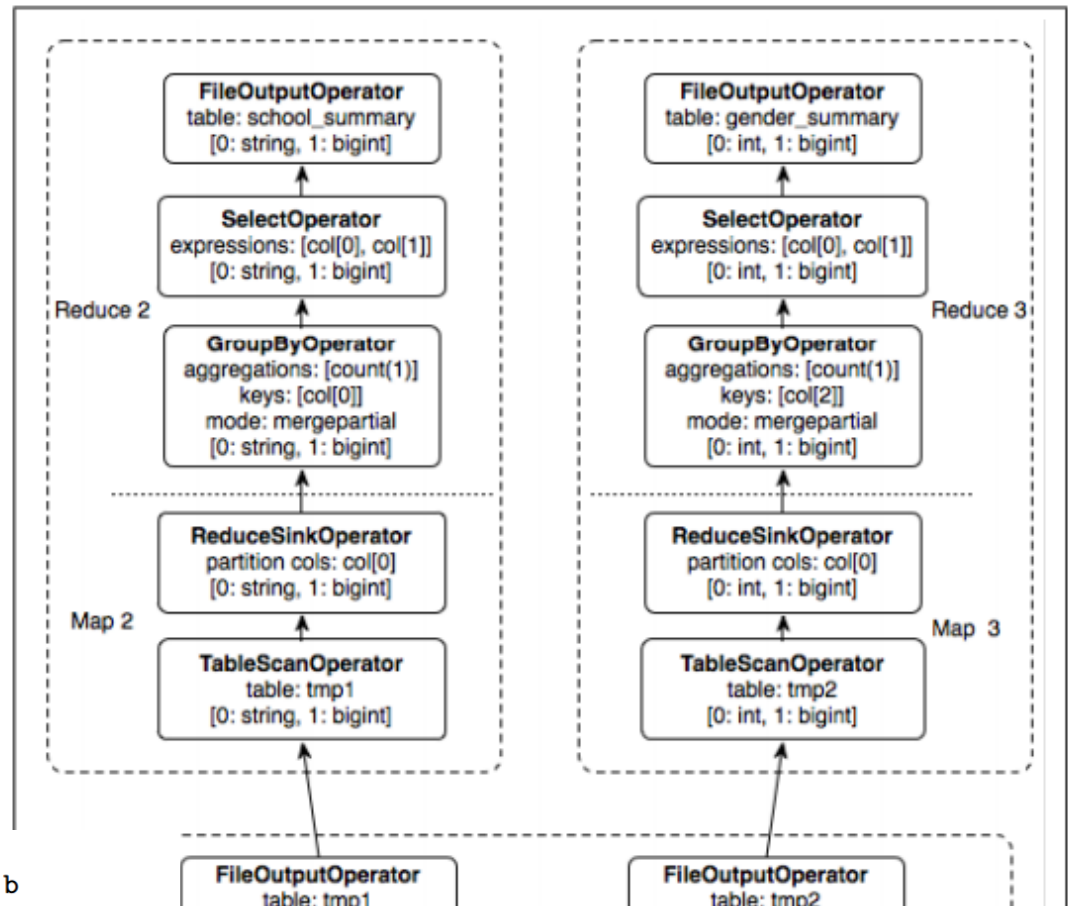 FileOutputOperator
table: school_summary
[0: string, 1: bigint]
SelectOperator
expressions: [col[0], col[1]]
[0: string, 1: bigint]
Reduce 2
GroupByOperator
aggregations: [count(1)]
keys: [col[0]]
mode: mergepartial
[0: string, 1: bigint]
ReduceSinkOperator
partition cols: col[0]
[0: string, 1: bigint]
Map 2
TableScanOperator
table: tmp1
[0: string, 1: bigint]
FileOutputOperator
table: gender_summary
[0: int, 1: bigint]
SelectOperator
expressions: [col[0], col[1]]
[0: int, 1: bigint]
Reduce 3
GroupByOperator
aggregations: [count(1)]
keys: [col[2]]
mode: mergepartial
[0: int, 1: bigint]
ReduceSinkOperator
partition cols: col[0]
[0: int, 1: bigint]
Map 3
TableScanOperator
table: tmp2
[0: int, 1: bigint]
FileOutputOperator
table: tmp1
FileOutputOperator
table: tmp2
b